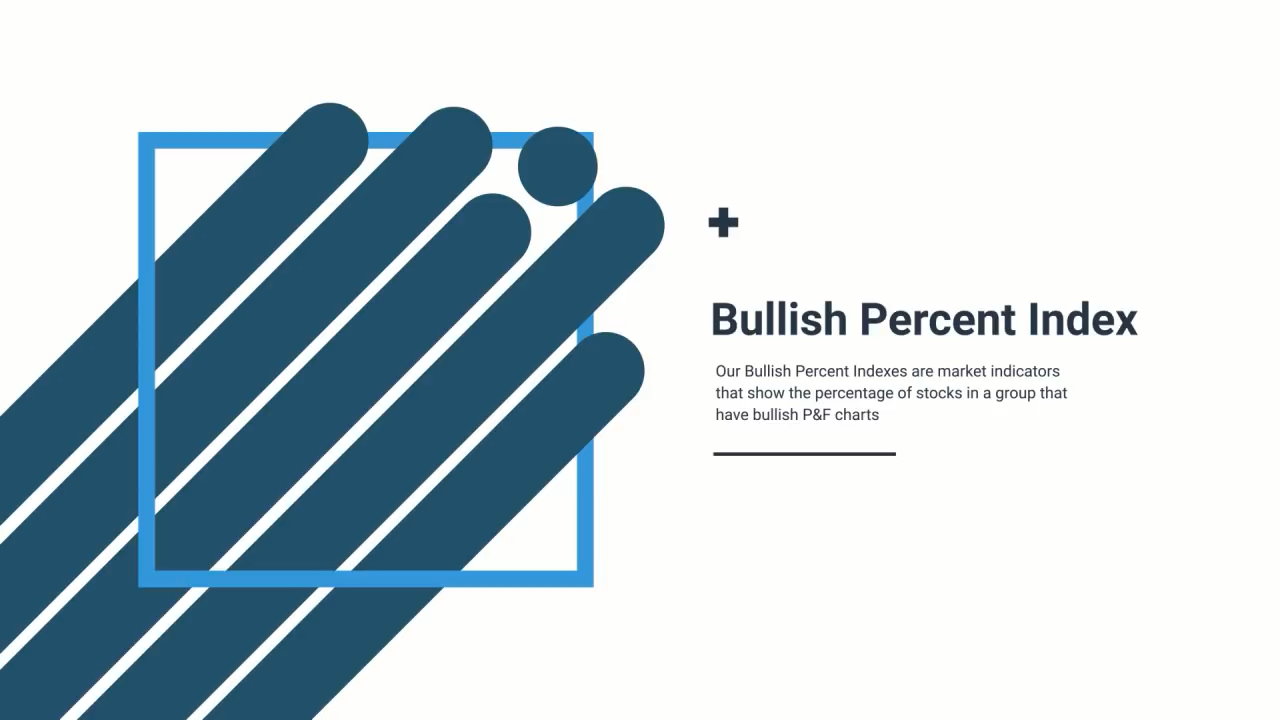 Bullish Percent Index
Our Bullish Percent Indexes are market indicators
that show the percentage of stocks in a group that
have bullish P&F charts